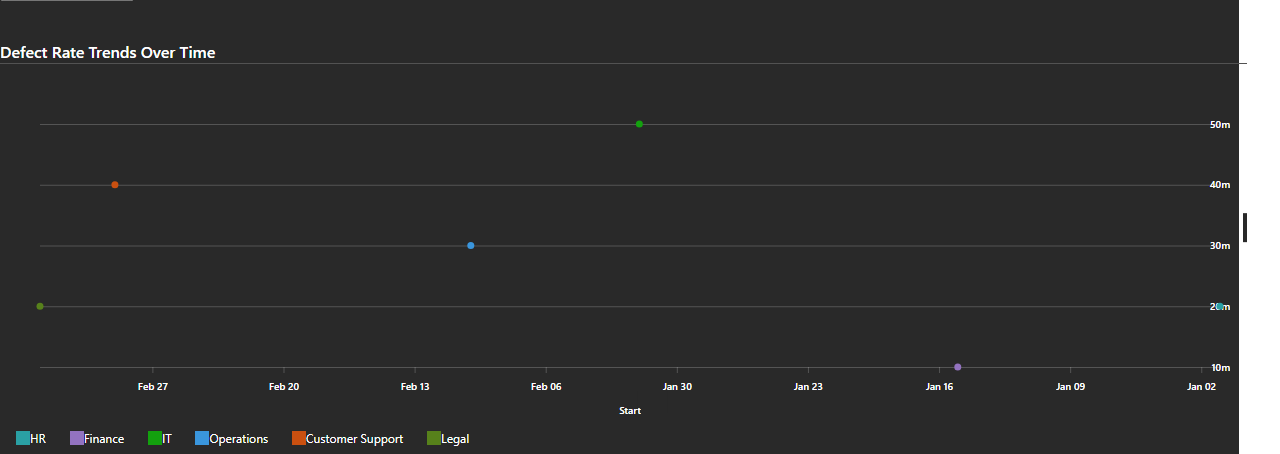 Defect Rate Trends Over Time
50m
40m
30m
20m
10m
Feb 27 Feb 20 Feb 13 Feb 06 Jan 30 Jan 23 Jan 16 Jan 09 Jan 02
Start
HR Finance IT Operations Customer Support Legal